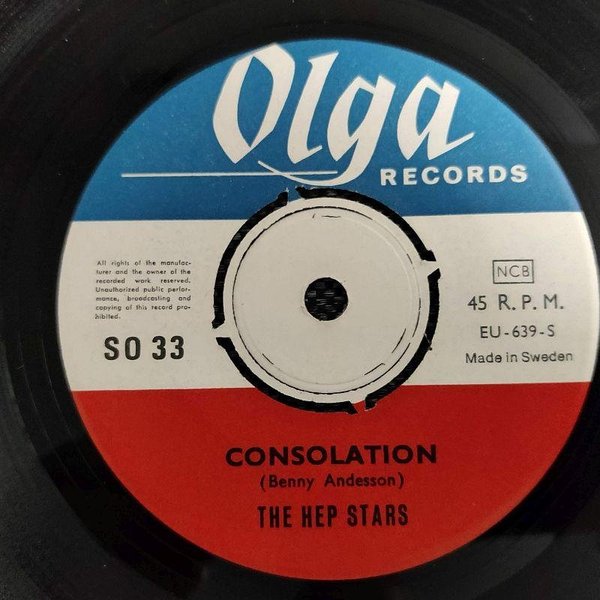 Olga
RECORDS
All rights of the manufac-
turer and the owner of the
recorded work reserved.
Unauthorized public perfor-
mance, broadcasting and
copying of this record pro-
hibited.
SO 33
NCB
45 R. P. M.
EU-639-S
Made in Sweden
CONSOLATION
(Benny Andesson)
THE HEP STARS